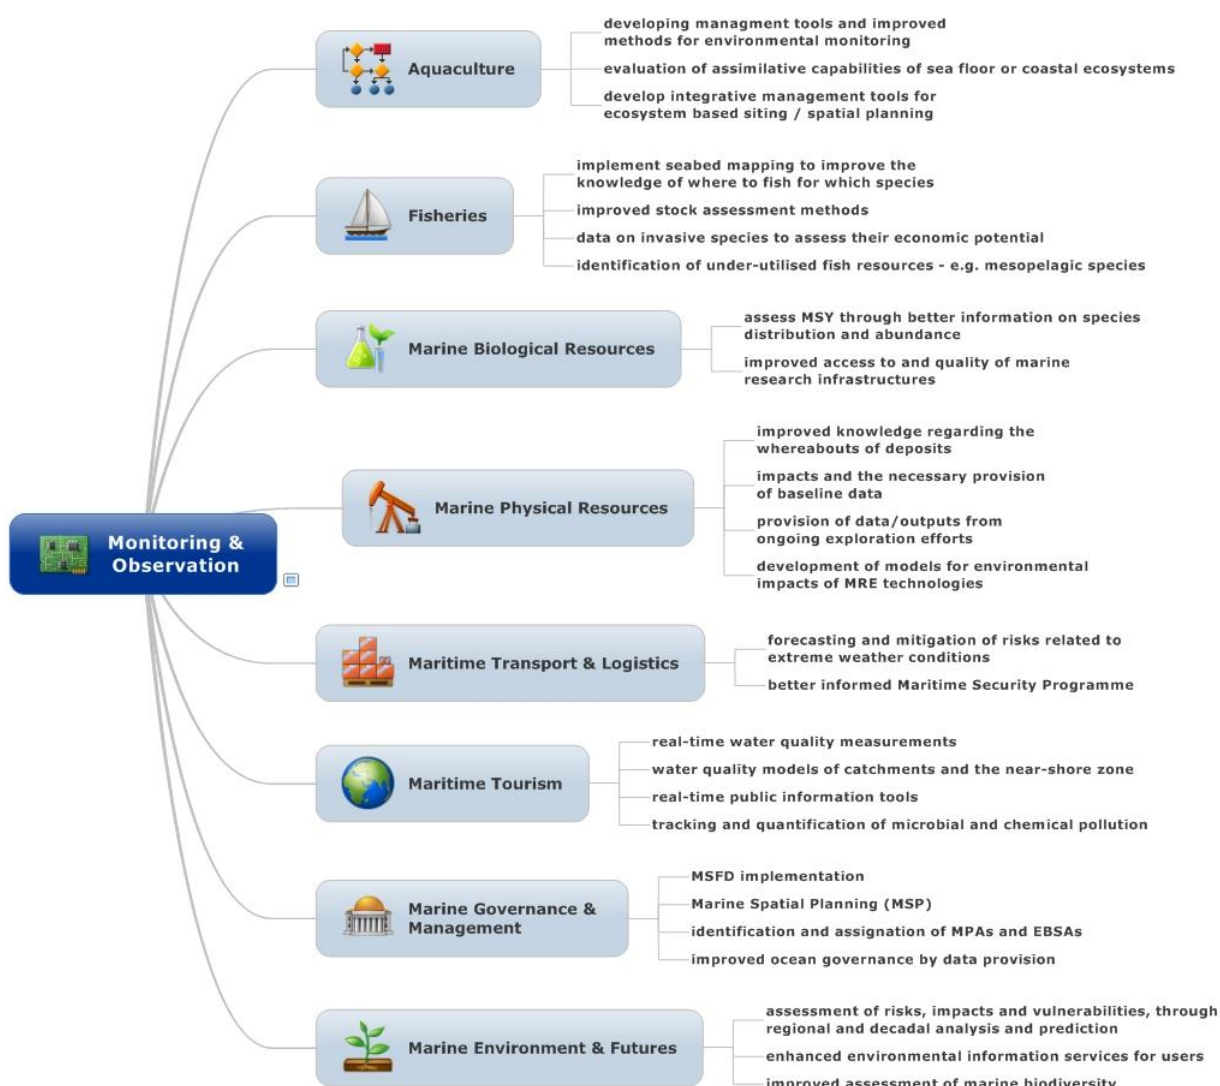 developing managment tools and improved
methods for environmental monitoring
Aquaculture
evaluation of assimilative capabilities of sea floor or coastal ecosystems
develop integrative management tools for
ecosystem based siting / spatial planning
implement seabed mapping to improve the
knowledge of where to fish for which species
Fisheries
improved stock assessment methods
data on invasive species to assess their economic potential
identification of under-utilised fish resources - e.g. mesopelagic species
assess MSY through better information on species
distribution and abundance
Marine Biological Resources
improved access to and quality of marine
research infrastructures
improved knowledge regarding the
whereabouts of deposits
impacts and the necessary provision
of baseline data
Marine Physical Resources
provision of data/outputs from
ongoing exploration efforts
development of models for environmental
impacts of MRE technologies
Monitoring &
Observation
forecasting and mitigation of risks related to
extreme weather conditions
Maritime Transport & Logistics
better informed Maritime Security Programme
real-time water quality measurements
water quality models of catchments and the near-shore zone
Maritime Tourism
real-time public information tools
tracking and quantification of microbial and chemical pollution
MSFD implementation
Marine Spatial Planning (MSP)
Marine Governance &
Management
identification and assignation of MPAs and EBSAs
improved ocean governance by data provision
assessment of risks, impacts and vulnerabilities, through
regional and decadal analysis and prediction
Marine Environment & Futures
enhanced environmental information services for users
improved assessment of marine biodiversity